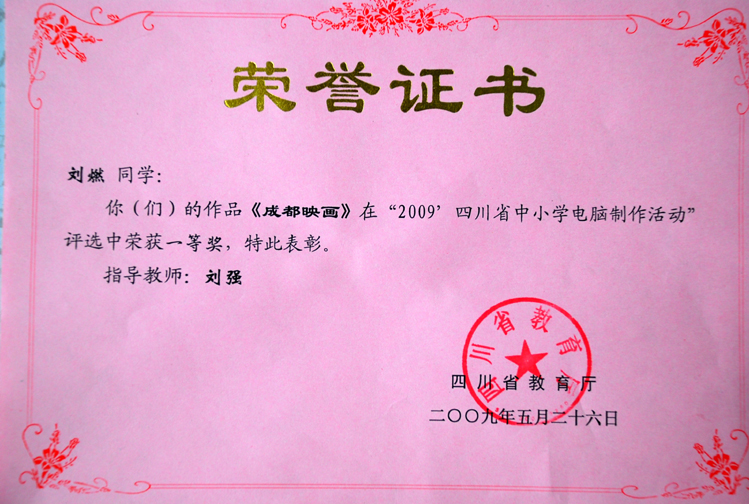 荣誉证书
刘燃 同学：
你（们）的作品《成都映画》在“2009’四川省中小学电脑制作活动”
评选中荣获一等奖，特此表彰。
指导教师：刘强
四川省教育厅
四川省教育厅
二〇〇九年五月二十六日